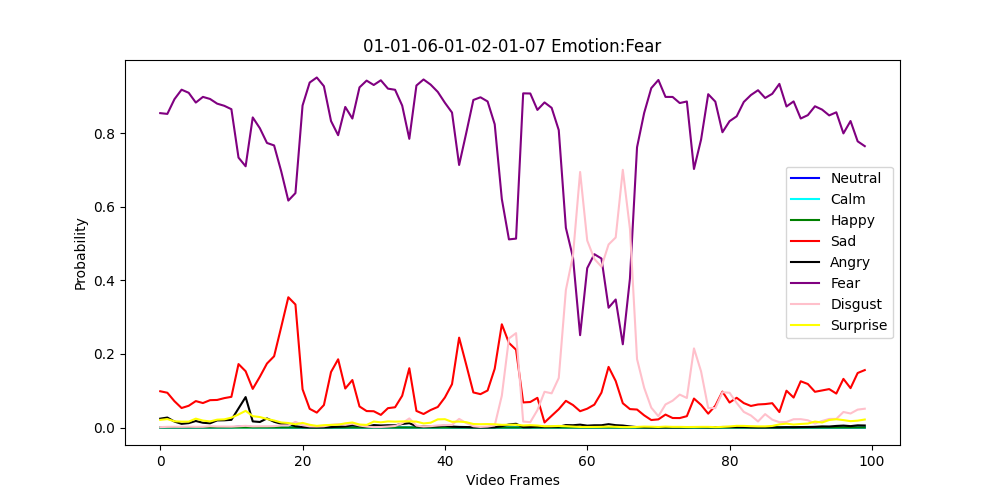 01-01-06-01-02-01-07 Emotion:Fear
Probability
0.8
0.6
0.4
0.2
0.0
Neutral
Calm
Happy
Sad
Angry
Fear
Disgust
Surprise
0 20 40 60 80 100
Video Frames